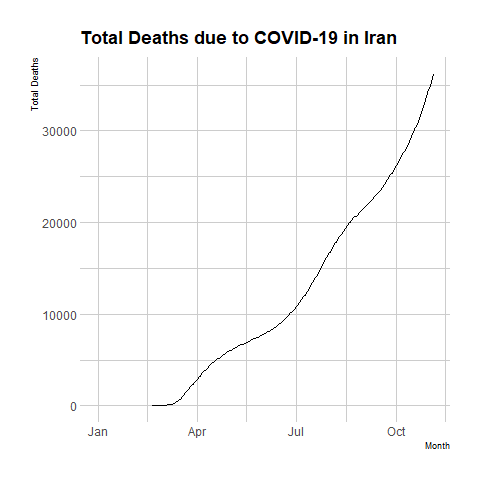 Total Deaths due to COVID-19 in Iran
Total Deaths
30000
20000
10000
0
Jan Apr Jul Oct
Month